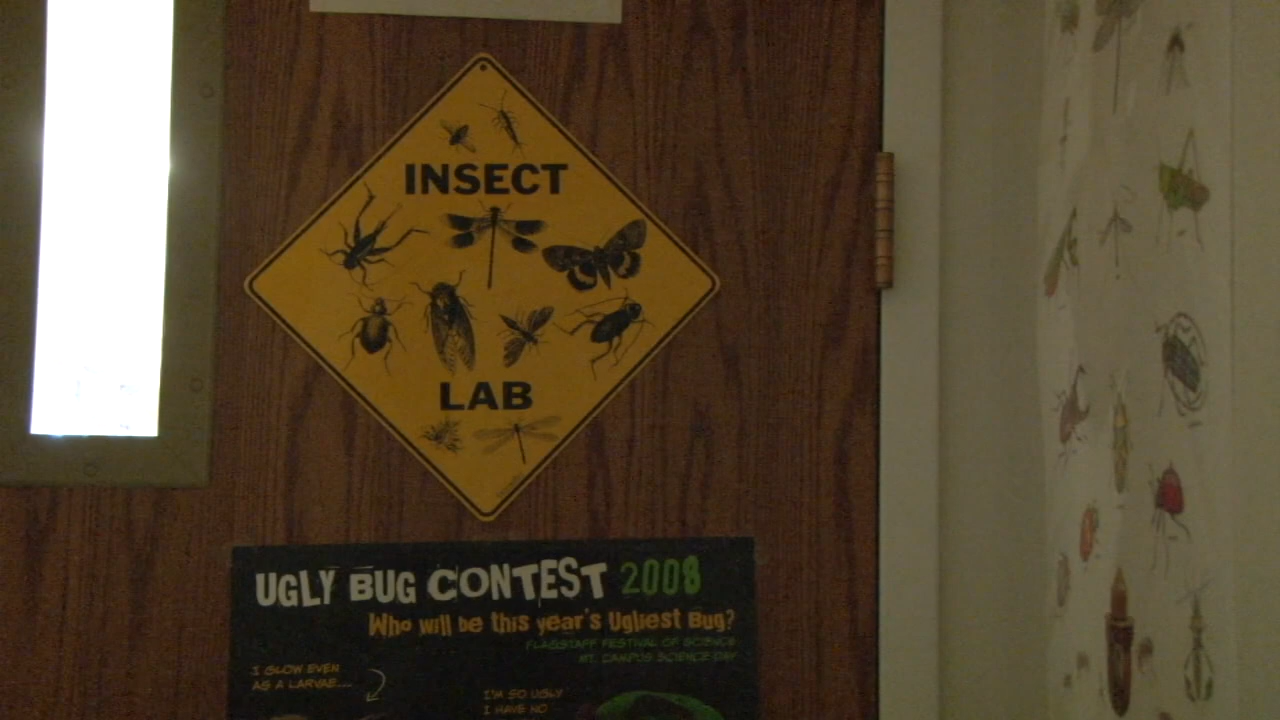 INSECT
LAB
UGLY BUG CONTEST 2008
Who will be this year's Ugliest Bug?
FLAGSTAFF FESTIVAL OF SCIENCE
MT. CAMPUS SCIENCE DAY
I GLOW EVEN
AS A LARVAE....
I'M SO UGLY
I HAVE NO